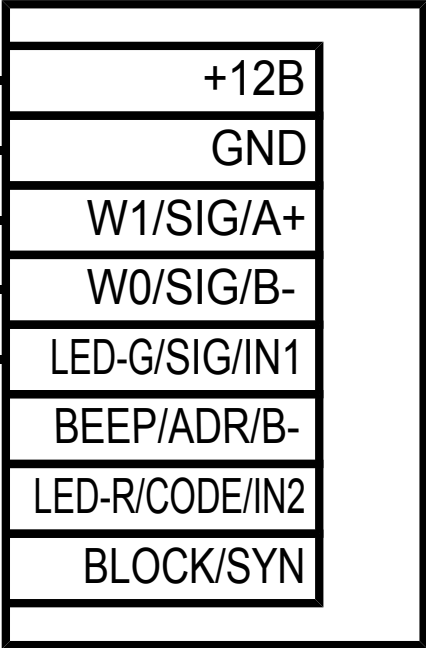 +12В
GND
W1/SIG/A+
W0/SIG/B-
LED-G/SIG/IN1
BEEP/ADR/B-
LED-R/CODE/IN2
BLOCK/SYN